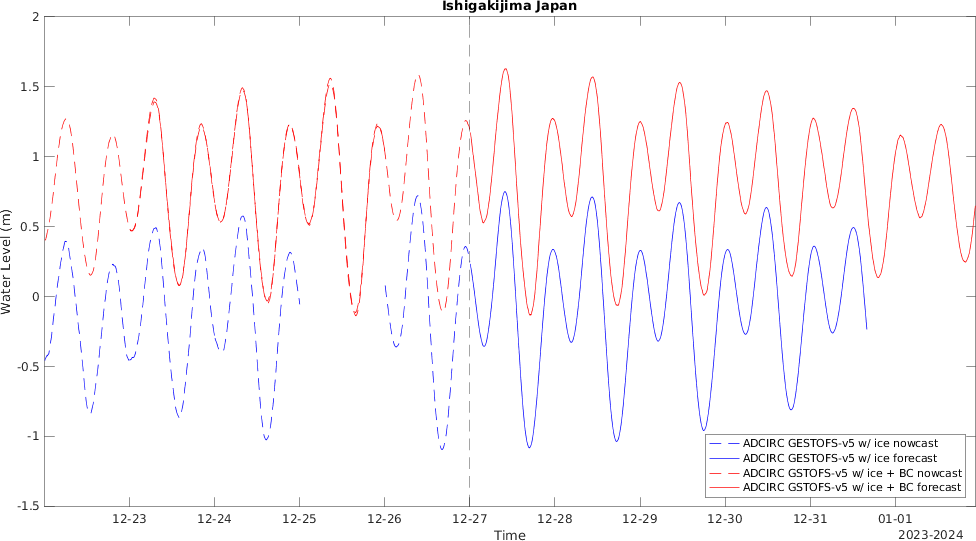 Ishigakijima Japan
2
1.5
1
0.5
0
-0.5
-1
-1.5
Water Level (m)
12-23
12-24
12-25
12-26
12-27
12-28
12-29
12-30
12-31
01-01
Time
2023-2024
ADCIRC GESTOFS-v5 w/ ice nowcast
ADCIRC GESTOFS-v5 w/ ice forecast
ADCIRC GSTOFS-v5 w/ ice + BC nowcast
ADCIRC GSTOFS-v5 w/ ice + BC forecast